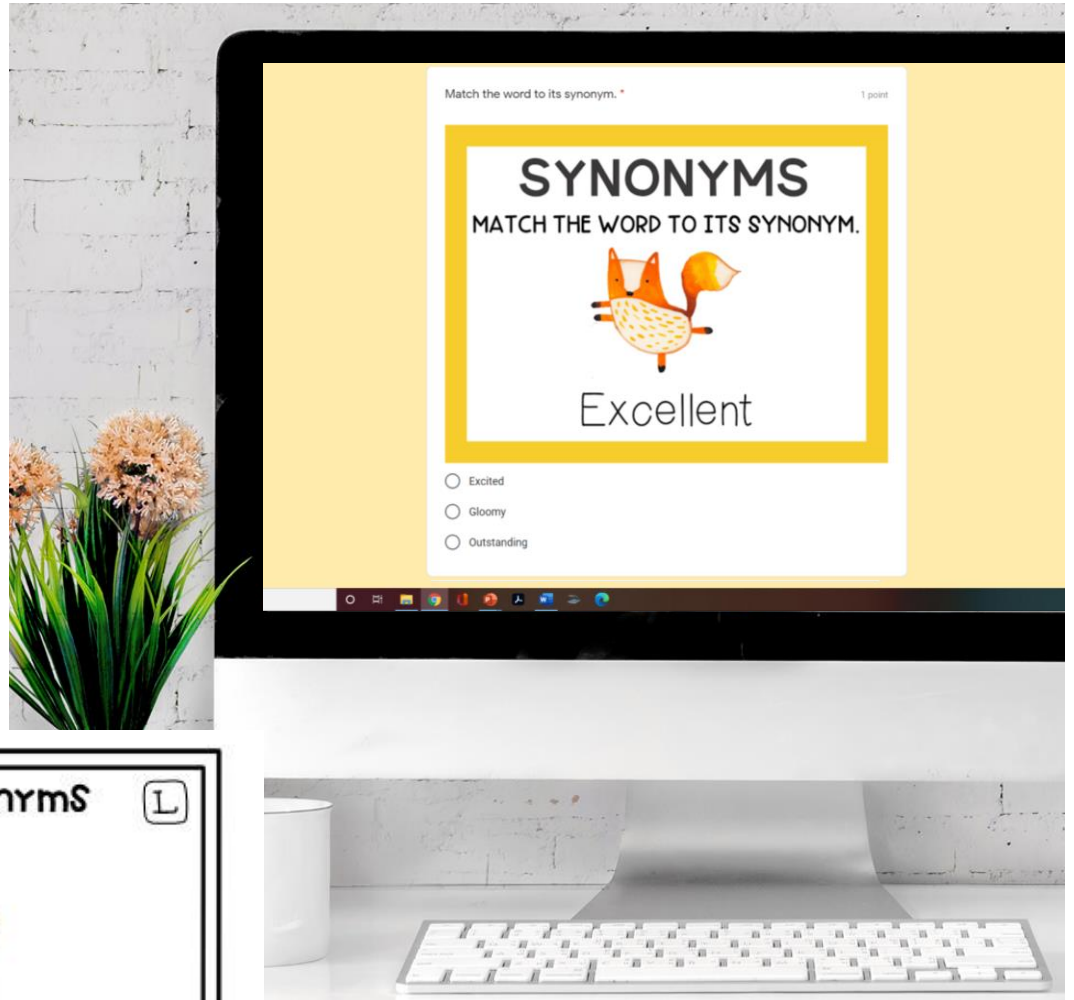 Match the word to its synonym. *
1 point
SYNONYMS
MATCH THE WORD TO ITS SYNONYM.
Excellent
Excited
Gloomy
Outstanding
nyms
L